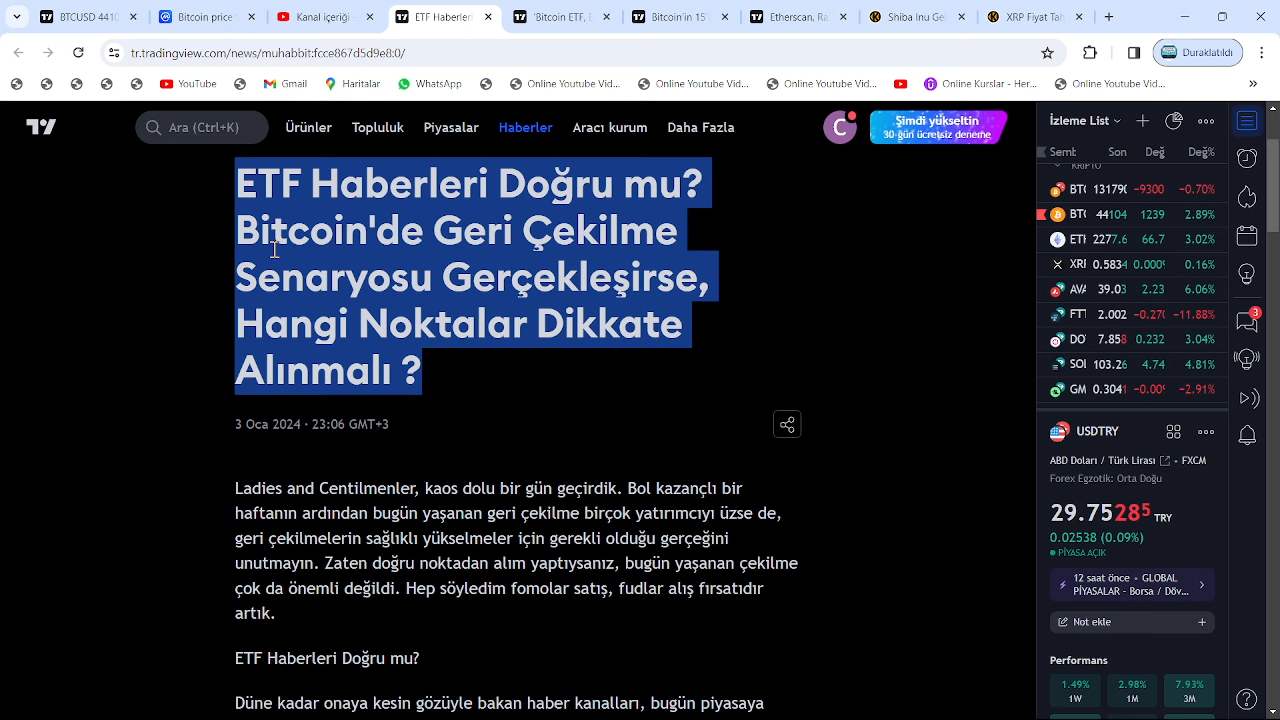 BTCUSD 4410
Bitcoin price
Kanal içeriği -
ETF Haberleri
'Bitcoin ETF, E
Bitcoin'in 15
Etherscan, Ra
Shiba Inu Ge
XRP Fiyat Tah
tr.tradingview.com/news/muhabbit:fcce867d5d9e8:0/
Duraklatıldı
YouTube
Gmail
Haritalar
WhatsApp
Online Youtube Vid...
Online Youtube Vid...
Online Youtube Vid...
Online Kurslar - Her...
Online Youtube Vid...
Ara (Ctrl+K)
Ürünler Topluluk Piyasalar Haberler Aracı kurum Daha Fazla
C
Şimdi yükseltin
30 gün ücretsiz deneme
ETF Haberleri Doğru mu?
Bitcoin'de Geri Çekilme
Senaryosu Gerçekleşirse,
Hangi Noktalar Dikkate
Alınmalı ?
3 Oca 2024 · 23:06 GMT+3
Ladies and Centilmenler, kaos dolu bir gün geçirdik. Bol kazançlı bir
haftanın ardından bugün yaşanan geri çekilme birçok yatırımcıyı üzse de,
geri çekilmelerin sağlıklı yükselmeler için gerekli olduğu gerçeğini
unutmayın. Zaten doğru noktadan alım yaptıysanız, bugün yaşanan çekilme
çok da önemli değildi. Hep söyledim fomolar satış, fudlar alış fırsatıdır
artık.
ETF Haberleri Doğru mu?
Düne kadar onaya kesin gözüyle bakan haber kanalları, bugün piyasaya
İzleme List
Semb Son Değ Değ%
KRİPTO
BTC 131790 -9300 -0.70%
BTC 44104 1239 2.89%
ETH 2277.6 66.7 3.02%
XRP 0.5834 0.000 0.16%
AVA 39.03 2.23 6.06%
FTT 2.002 -0.270 -11.88%
DO 7.858 0.232 3.04%
SOL 103.26 4.74 4.81%
GM 0.3041 -0.009 -2.91%
3
USDTRY
ABD Doları / Türk Lirası • FXCM
Forex Egzotik: Orta Doğu
29.75285 TRY
0.02538 (0.09%)
PİYASA AÇIK
12 saat önce • GLOBAL
PİYASALAR - Borsa / Döv...
Not ekle
Performans
1.49% 2.98% 7.93%
1W 1M 3M